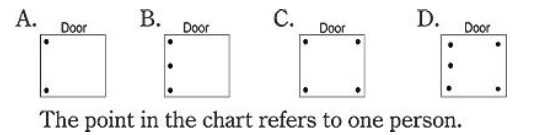 A. B. C. D.
Door Door Door Door
The point in the chart refers to one person.